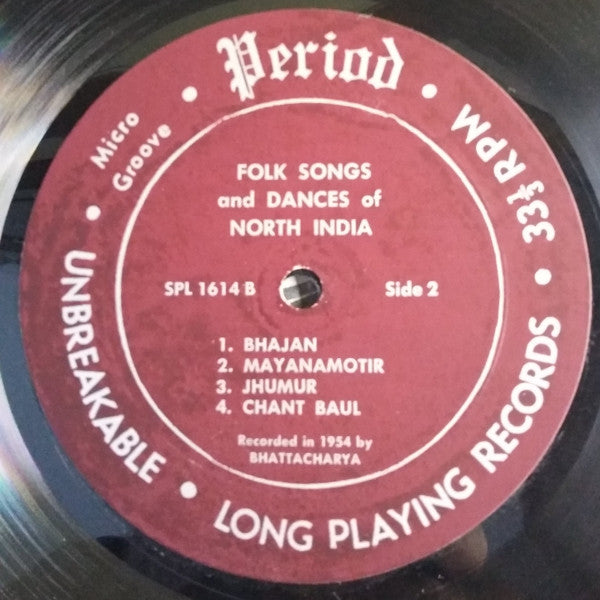 Period
Micro
Groove
33⅓ RPM
UNBREAKABLE
LONG PLAYING RECORDS
FOLK SONGS
and DANCES of
NORTH INDIA
SPL 1614 B
Side 2
1. BHAJAN
2. MAYANAMOTIR
3. JHUMUR
4. CHANT BAUL
Recorded in 1954 by
BHATTACHARYA